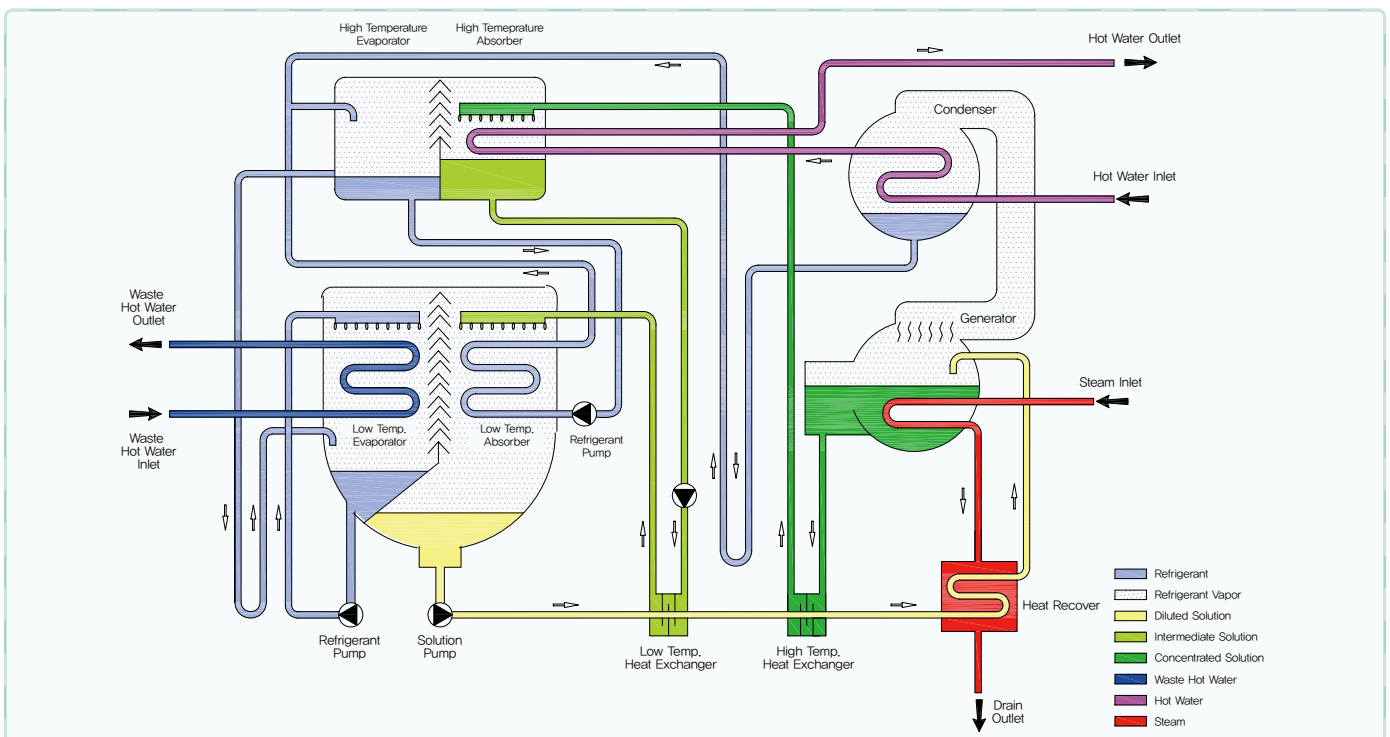 High Temperature
Evaporator
High Temeprature
Absorber
Hot Water Outlet
Condenser
Hot Water Inlet
Waste
Hot Water
Outlet
Generator
Steam Inlet
Waste
Hot Water
Inlet
Low Temp.
Evaporator
Low Temp.
Absorber
Refrigerant
Pump
Refrigerant
Pump
Solution
Pump
Low Temp.
Heat Exchanger
High Temp.
Heat Exchanger
Heat Recover
Drain
Outlet
Refrigerant
Refrigerant Vapor
Diluted Solution
Intermediate Solution
Concentrated Solution
Waste Hot Water
Hot Water
Steam